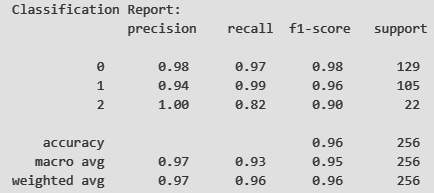 Classification Report:
precision recall f1-score support
0 0.98 0.97 0.98 129
1 0.94 0.99 0.96 105
2 1.00 0.82 0.90 22
accuracy 0.96 256
macro avg 0.97 0.93 0.95 256
weighted avg 0.97 0.96 0.96 256